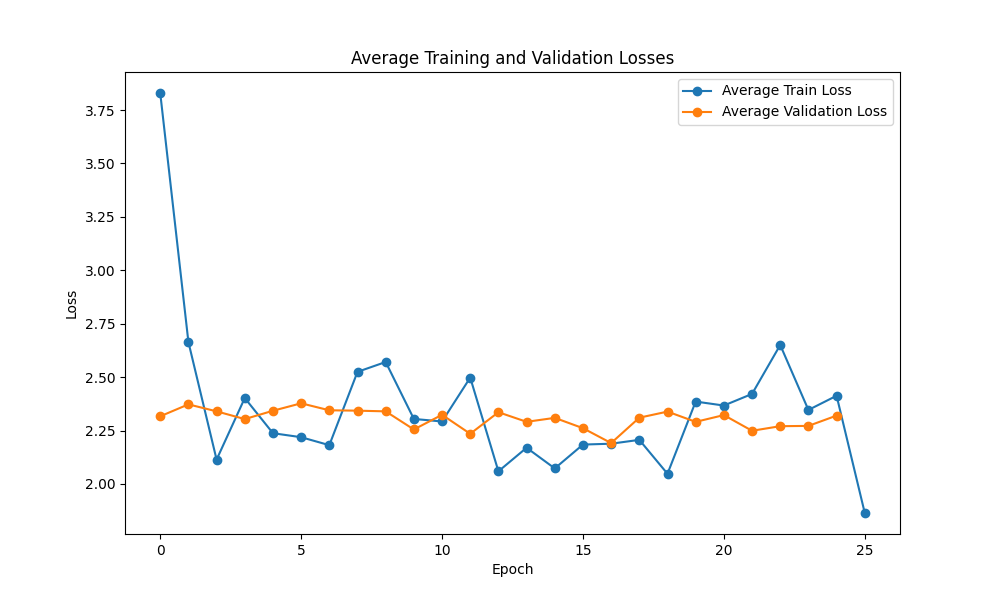 Average Training and Validation Losses
Average Train Loss
Average Validation Loss
3.75
3.50
3.25
3.00
2.75
2.50
2.25
2.00
Loss
0 5 10 15 20 25
Epoch